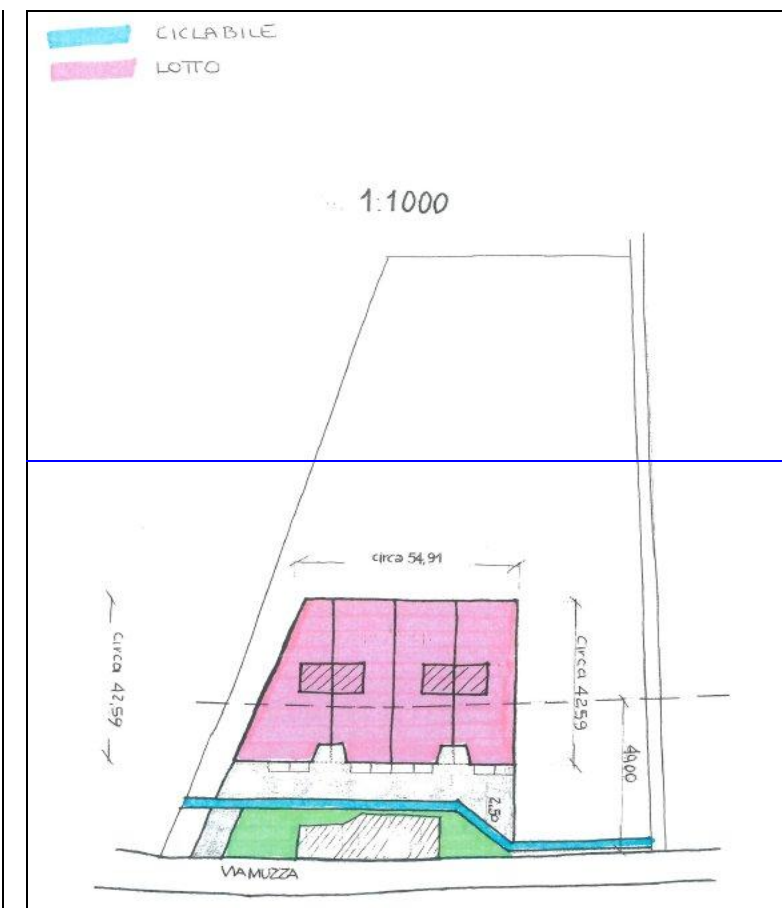 CICLABILE
LOTTO
1:1000
circa 54,91
circa 42,59
circa 42,59
49,00
2,50
VIA MUZZA